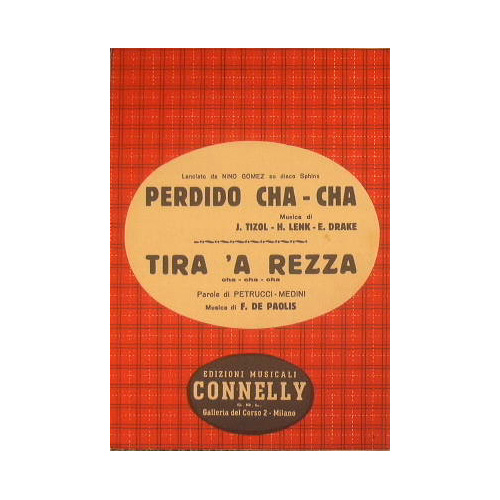 Lanciato da NINO GOMEZ su disco Sphinx
PERDIDO CHA - CHA
Musica di
J. TIZOL - H. LENK - E. DRAKE
TIRA 'A REZZA
cha - cha - cha
Parole di PETRUCCI - MEDINI
Musica di F. DE PAOLIS
EDIZIONI MUSICALI
CONNELLY
S. R. L.
Galleria del Corso 2 - Milano